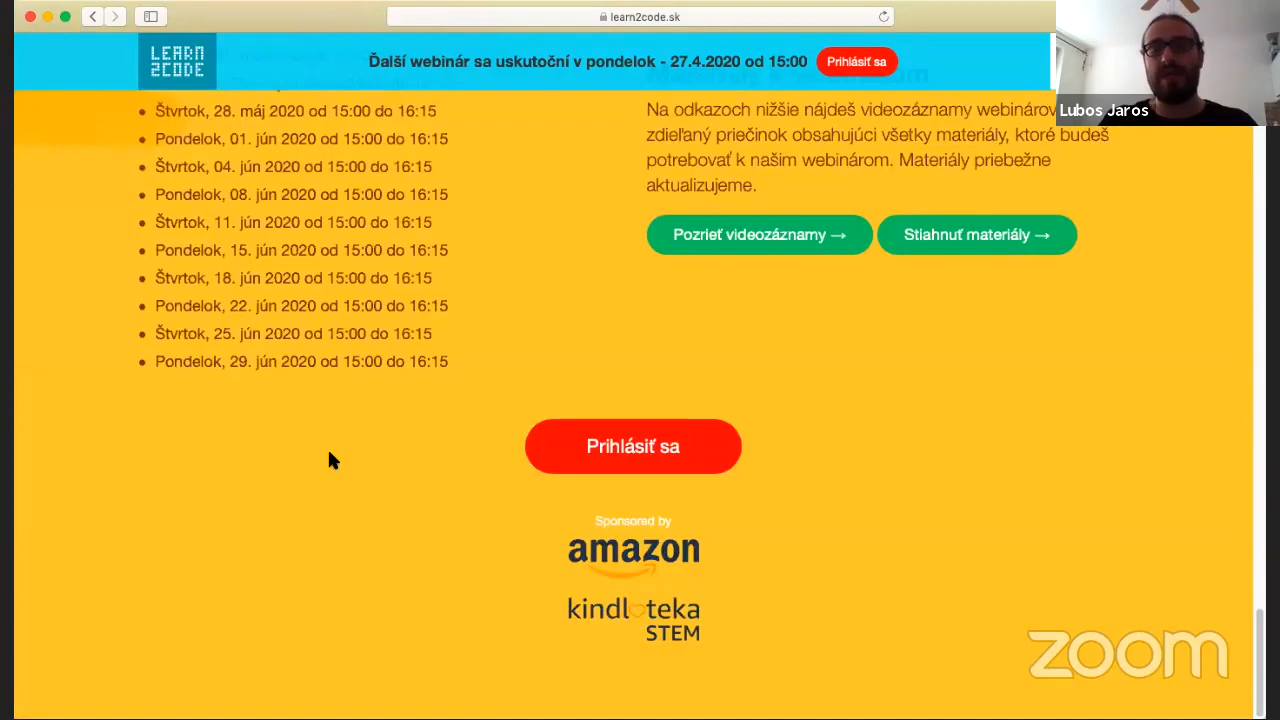 learn2code.sk
LEARN
2CODE
Ďalší webinár sa uskutoční v pondelok - 27.4.2020 od 15:00
Prihlásiť sa
Lubos Jaros
Štvrtok, 28. máj 2020 od 15:00 do 16:15
Pondelok, 01. jún 2020 od 15:00 do 16:15
Štvrtok, 04. jún 2020 od 15:00 do 16:15
Pondelok, 08. jún 2020 od 15:00 do 16:15
Štvrtok, 11. jún 2020 od 15:00 do 16:15
Pondelok, 15. jún 2020 od 15:00 do 16:15
Štvrtok, 18. jún 2020 od 15:00 do 16:15
Pondelok, 22. jún 2020 od 15:00 do 16:15
Štvrtok, 25. jún 2020 od 15:00 do 16:15
Pondelok, 29. jún 2020 od 15:00 do 16:15
Na odkazoch nižšie nájdeš videozáznamy webinárov
zdieľaný priečinok obsahujúci všetky materiály, ktoré budeš
potrebovať k našim webinárom. Materiály priebežne
aktualizujeme.
Pozrieť videozáznamy →
Stiahnuť materiály →
Prihlásiť sa
Sponsored by
amazon
kindloteka
STEM
zoom